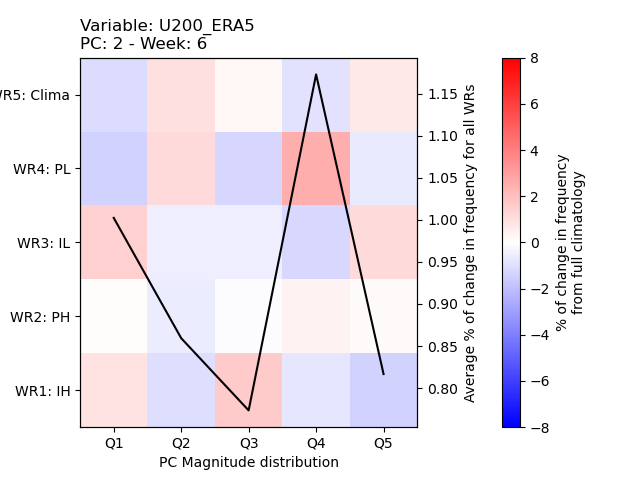 Variable: U200_ERA5
PC: 2 - Week: 6
WR5: Clima
WR4: PL
WR3: IL
WR2: PH
WR1: IH
Q1 Q2 Q3 Q4 Q5
PC Magnitude distribution
1.15
1.10
1.05
1.00
0.95
0.90
0.85
0.80
Average % of change in frequency for all WRs
8
6
4
2
0
−2
−4
−6
−8
% of change in frequency
from full climatology